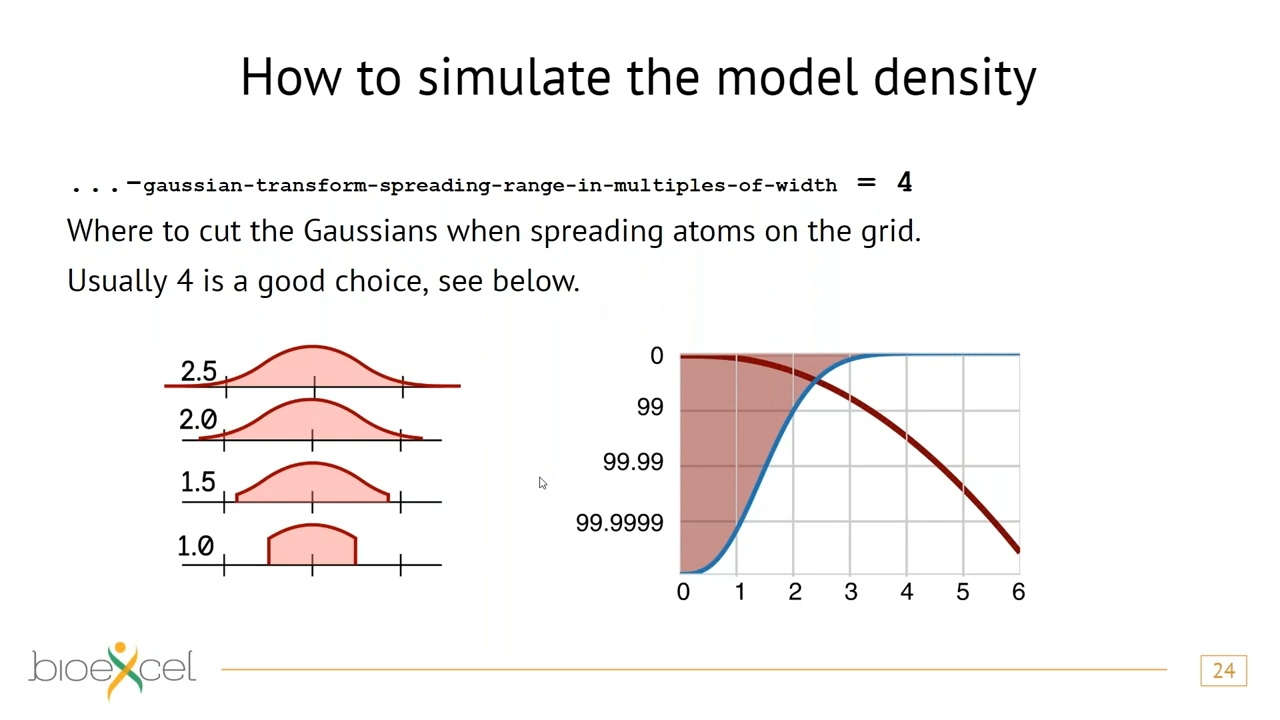 How to simulate the model density
...-gaussian-transform-spreading-range-in-multiples-of-width = 4
Where to cut the Gaussians when spreading atoms on the grid.
Usually 4 is a good choice, see below.
2.5
2.0
1.5
1.0
0
99
99.99
99.9999
0 1 2 3 4 5 6
bioexcel
24